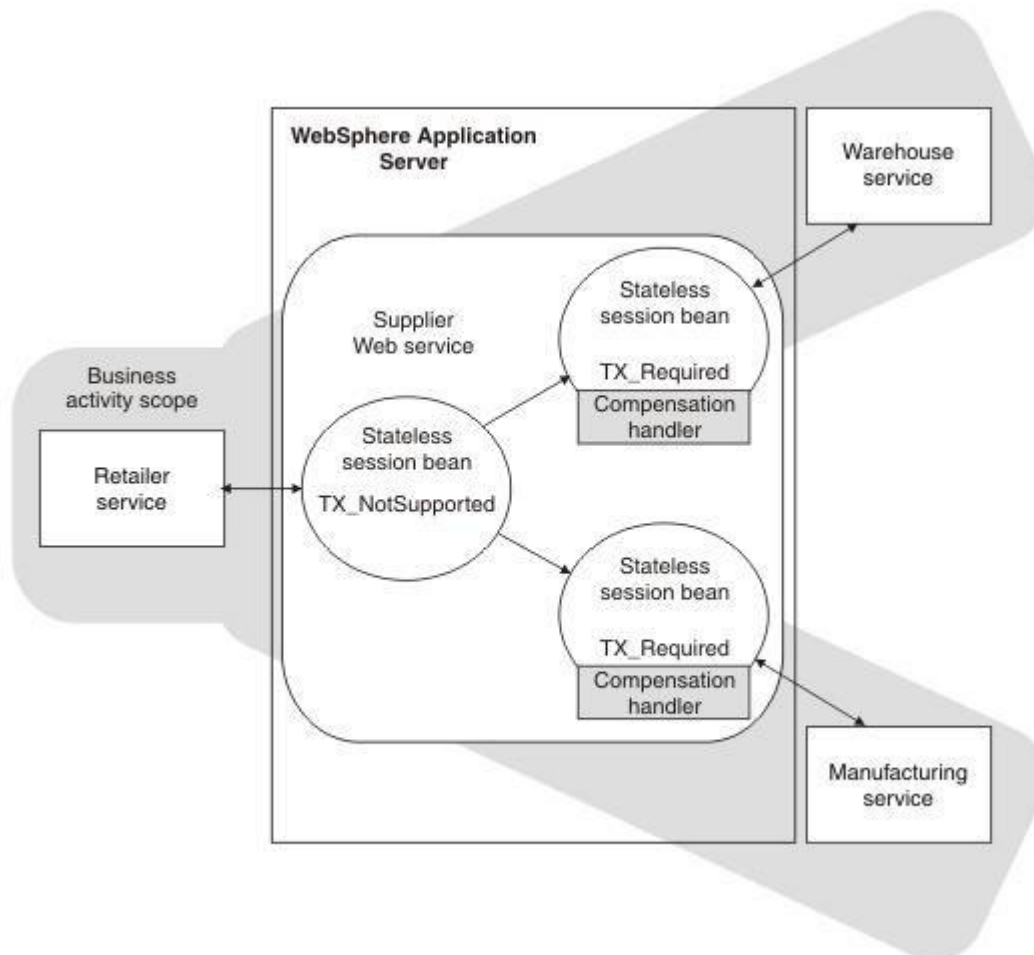 WebSphere Application
Server
Warehouse
service
Stateless
session bean
TX_Required
Compensation
handler
Supplier
Web service
Business
activity scope
Retailer
service
Stateless
session bean
TX_NotSupported
Stateless
session bean
TX_Required
Compensation
handler
Manufacturing
service